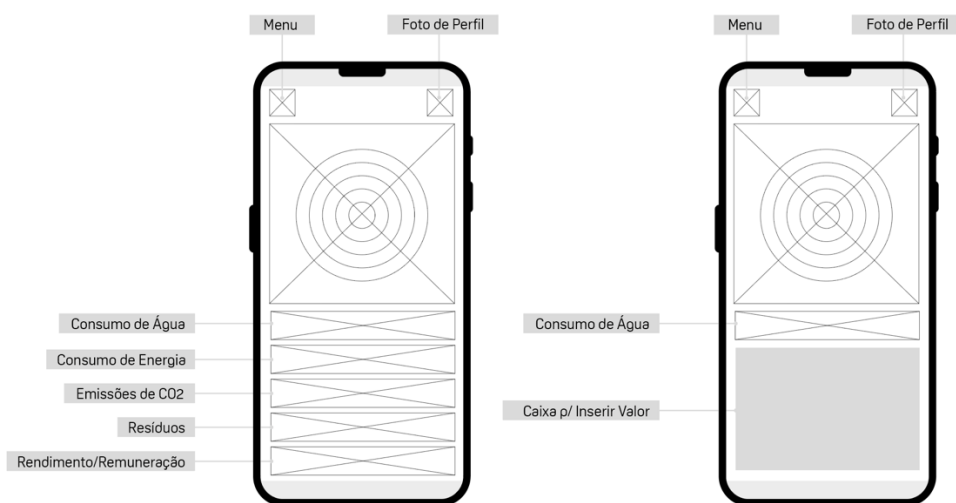 Menu
Foto de Perfil
Consumo de Água
Consumo de Energia
Emissões de CO2
Resíduos
Rendimento/Remuneração
Menu
Foto de Perfil
Consumo de Água
Caixa p/ Inserir Valor